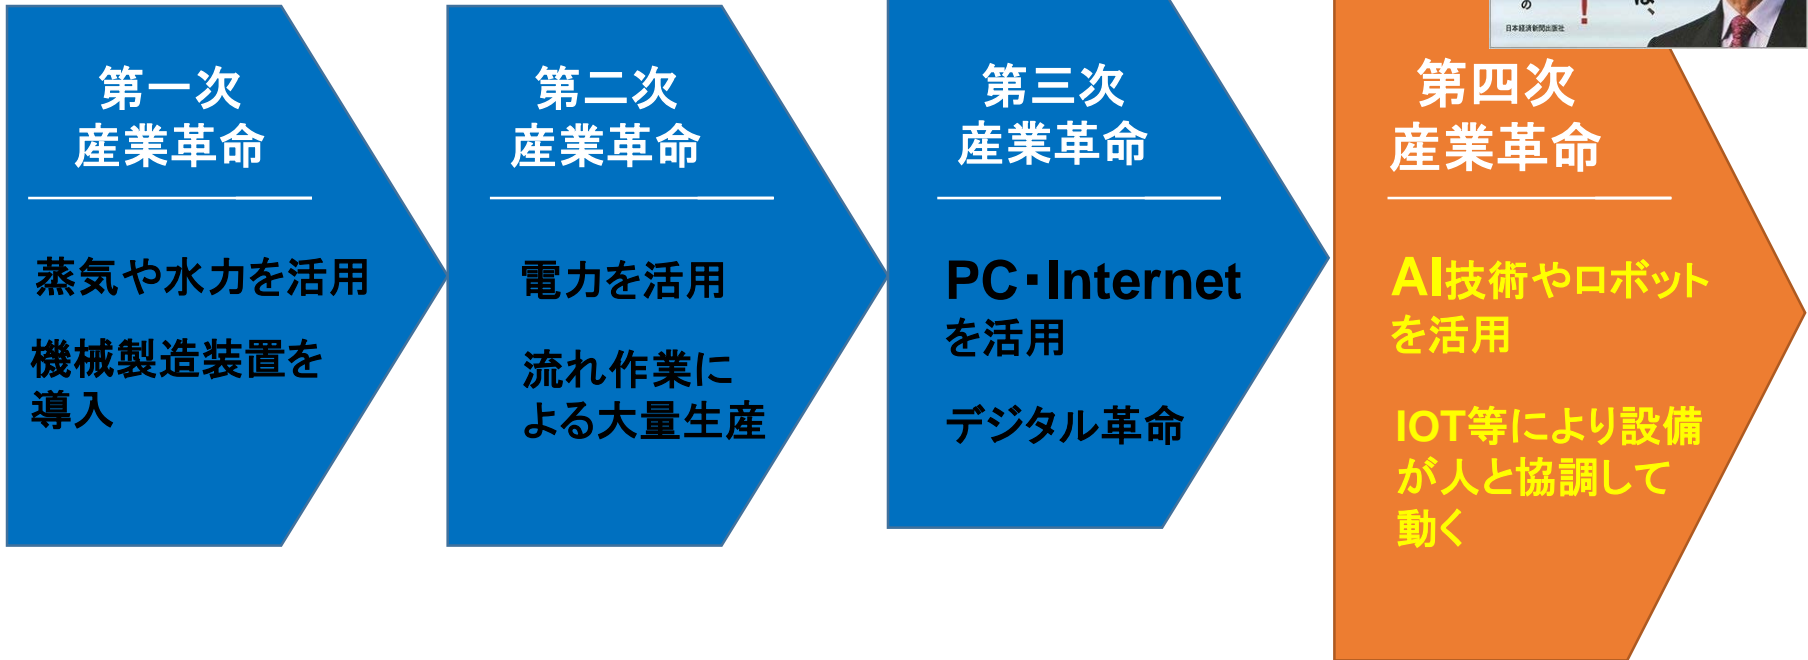 の
！
は、
日本経済新聞出版社
第一次
産業革命
蒸気や水力を活用
機械製造装置を
導入
第二次
産業革命
電力を活用
流れ作業に
よる大量生産
第三次
産業革命
PC・Internet
を活用
デジタル革命
第四次
産業革命
AI技術やロボット
を活用
IOT等により設備
が人と協調して
動く